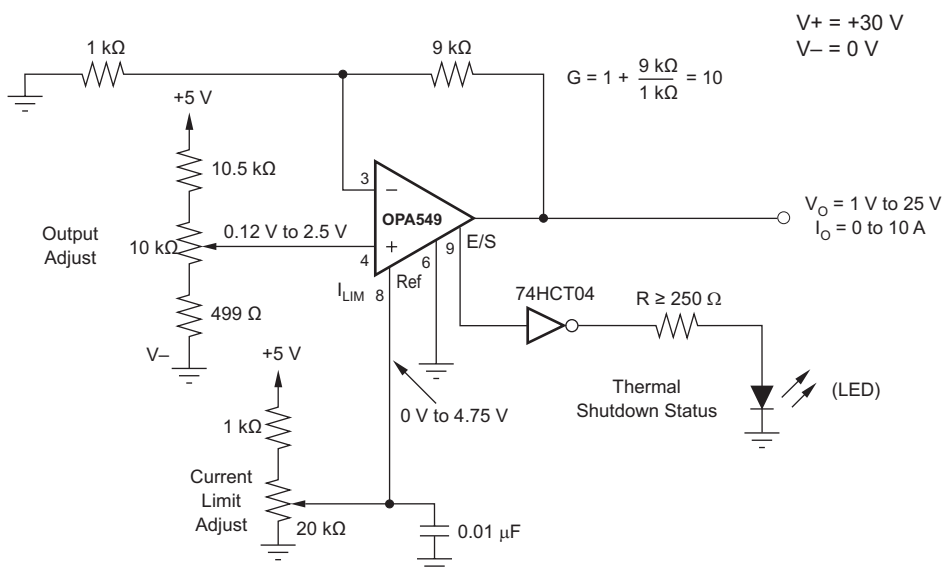 V+ = +30 V
V– = 0 V
1 kΩ
9 kΩ
G = 1 + 9 kΩ / 1 kΩ = 10
+5 V
10.5 kΩ
Output
Adjust
10 kΩ
0.12 V to 2.5 V
499 Ω
V–
3
–
OPA549
+
4
I_LIM
8
Ref
6
9
E/S
V_O = 1 V to 25 V
I_O = 0 to 10 A
74HCT04
R ≥ 250 Ω
(LED)
Thermal
Shutdown Status
0 V to 4.75 V
+5 V
1 kΩ
Current
Limit
Adjust
20 kΩ
0.01 μF